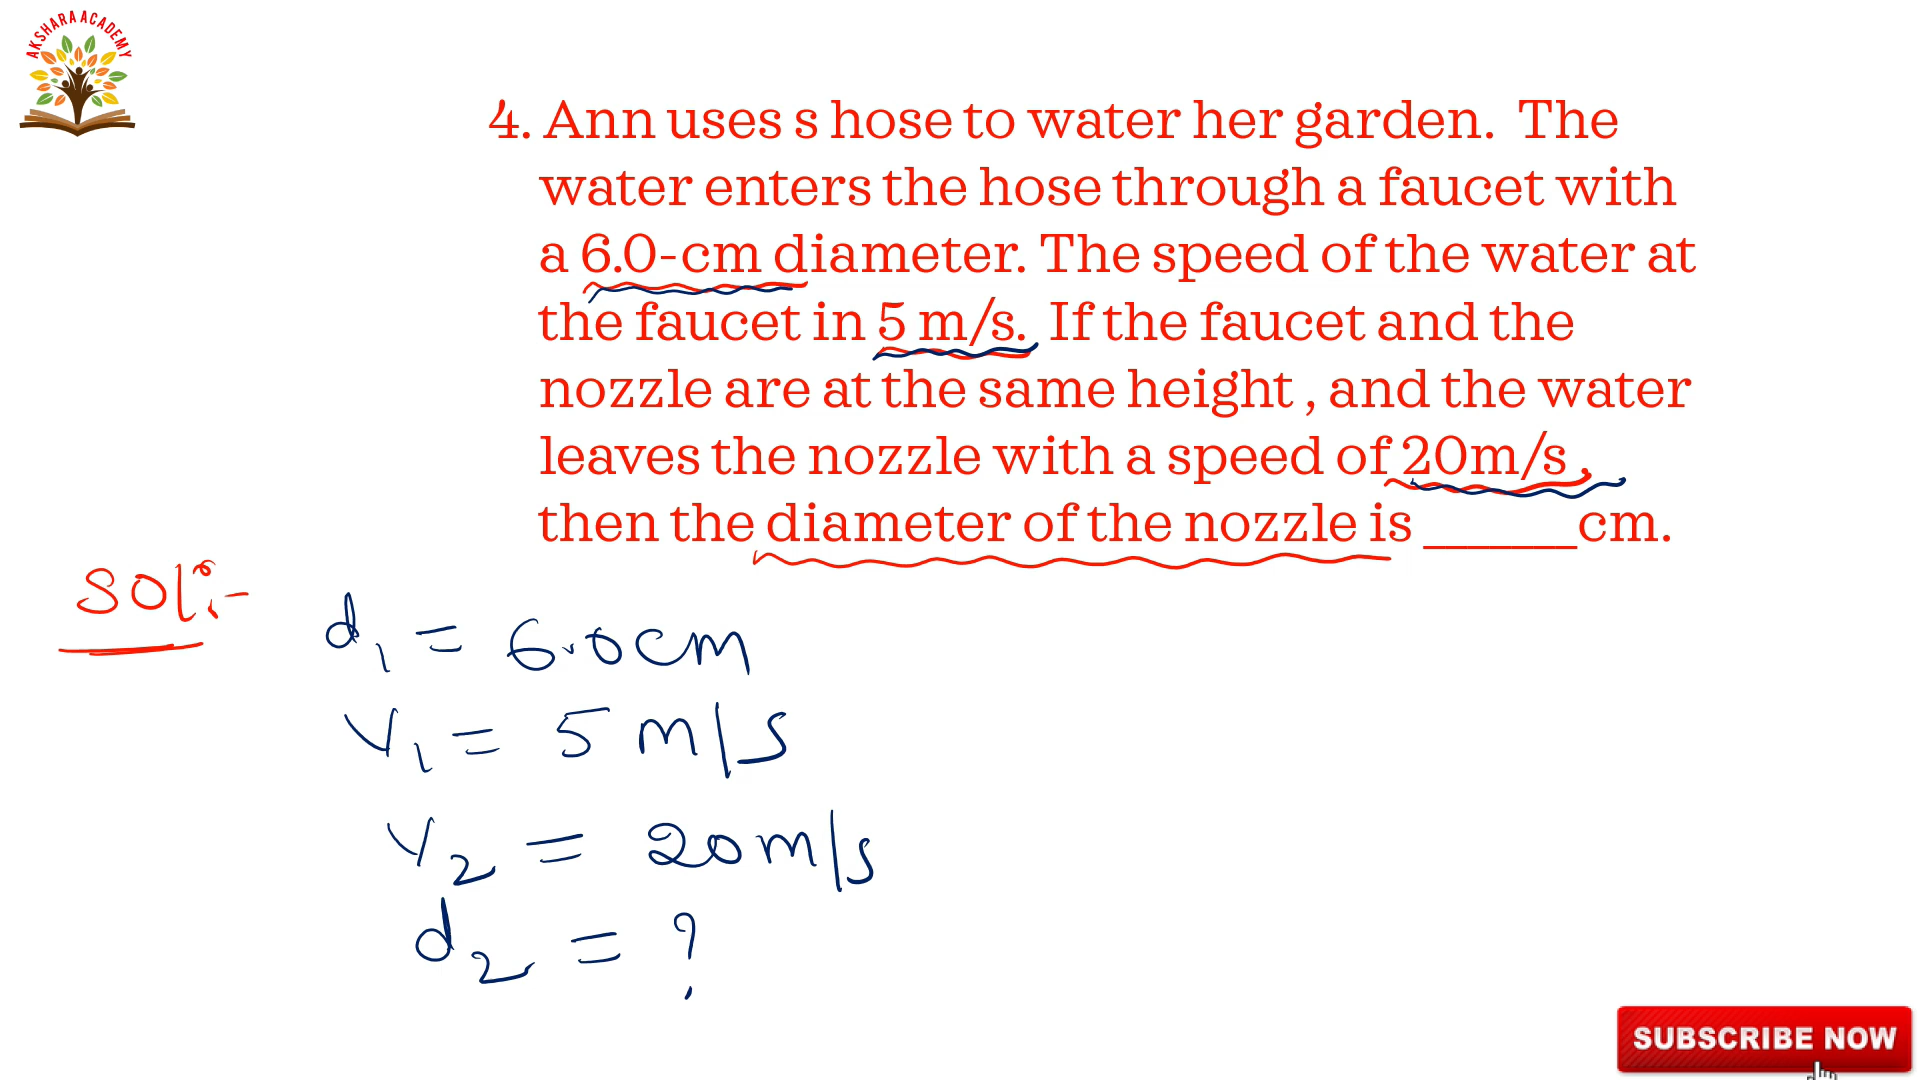 AKSHARA ACADEMY
4. Ann uses s hose to water her garden. The
water enters the hose through a faucet with
a 6.0-cm diameter. The speed of the water at
the faucet in 5 m/s. If the faucet and the
nozzle are at the same height , and the water
leaves the nozzle with a speed of 20m/s ,
then the diameter of the nozzle is ______cm.
Sol:-
d1 = 6.0cm
V1 = 5 m/s
V2 = 20m/s
d2 = ?
SUBSCRIBE NOW